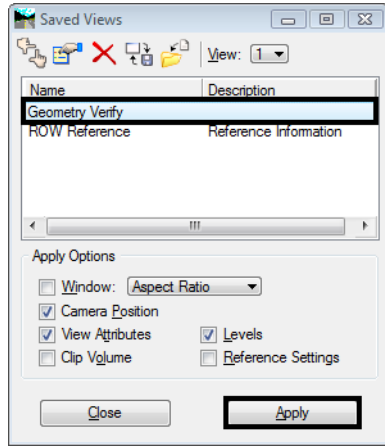 Saved Views
View: 1
Name Description
Geometry Verify
ROW Reference Reference Information
Apply Options
Window: Aspect Ratio
Camera Position
View Attributes Levels
Clip Volume Reference Settings
Close Apply